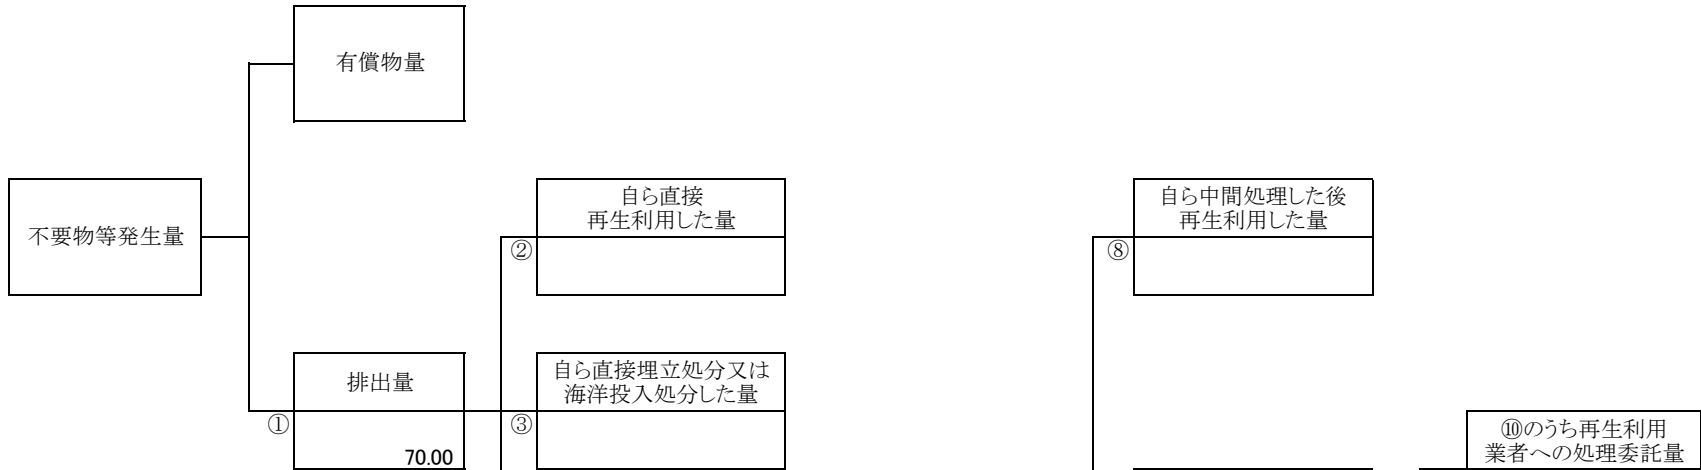 有償物量
不要物等発生量
自ら直接
再生利用した量
②
自ら中間処理した後
再生利用した量
⑧
排出量
①
70.00
自ら直接埋立処分又は
海洋投入処分した量
③
⑩のうち再生利用
業者への処理委託量